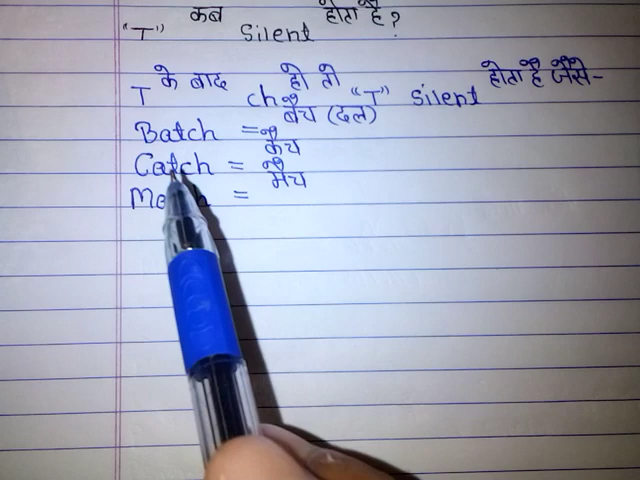 "T" कब Silent होता है?
T के बाद ch हो तो "T" Silent होता है जैसे-
Batch = बैच (दल)
Catch = कैच
= मैच